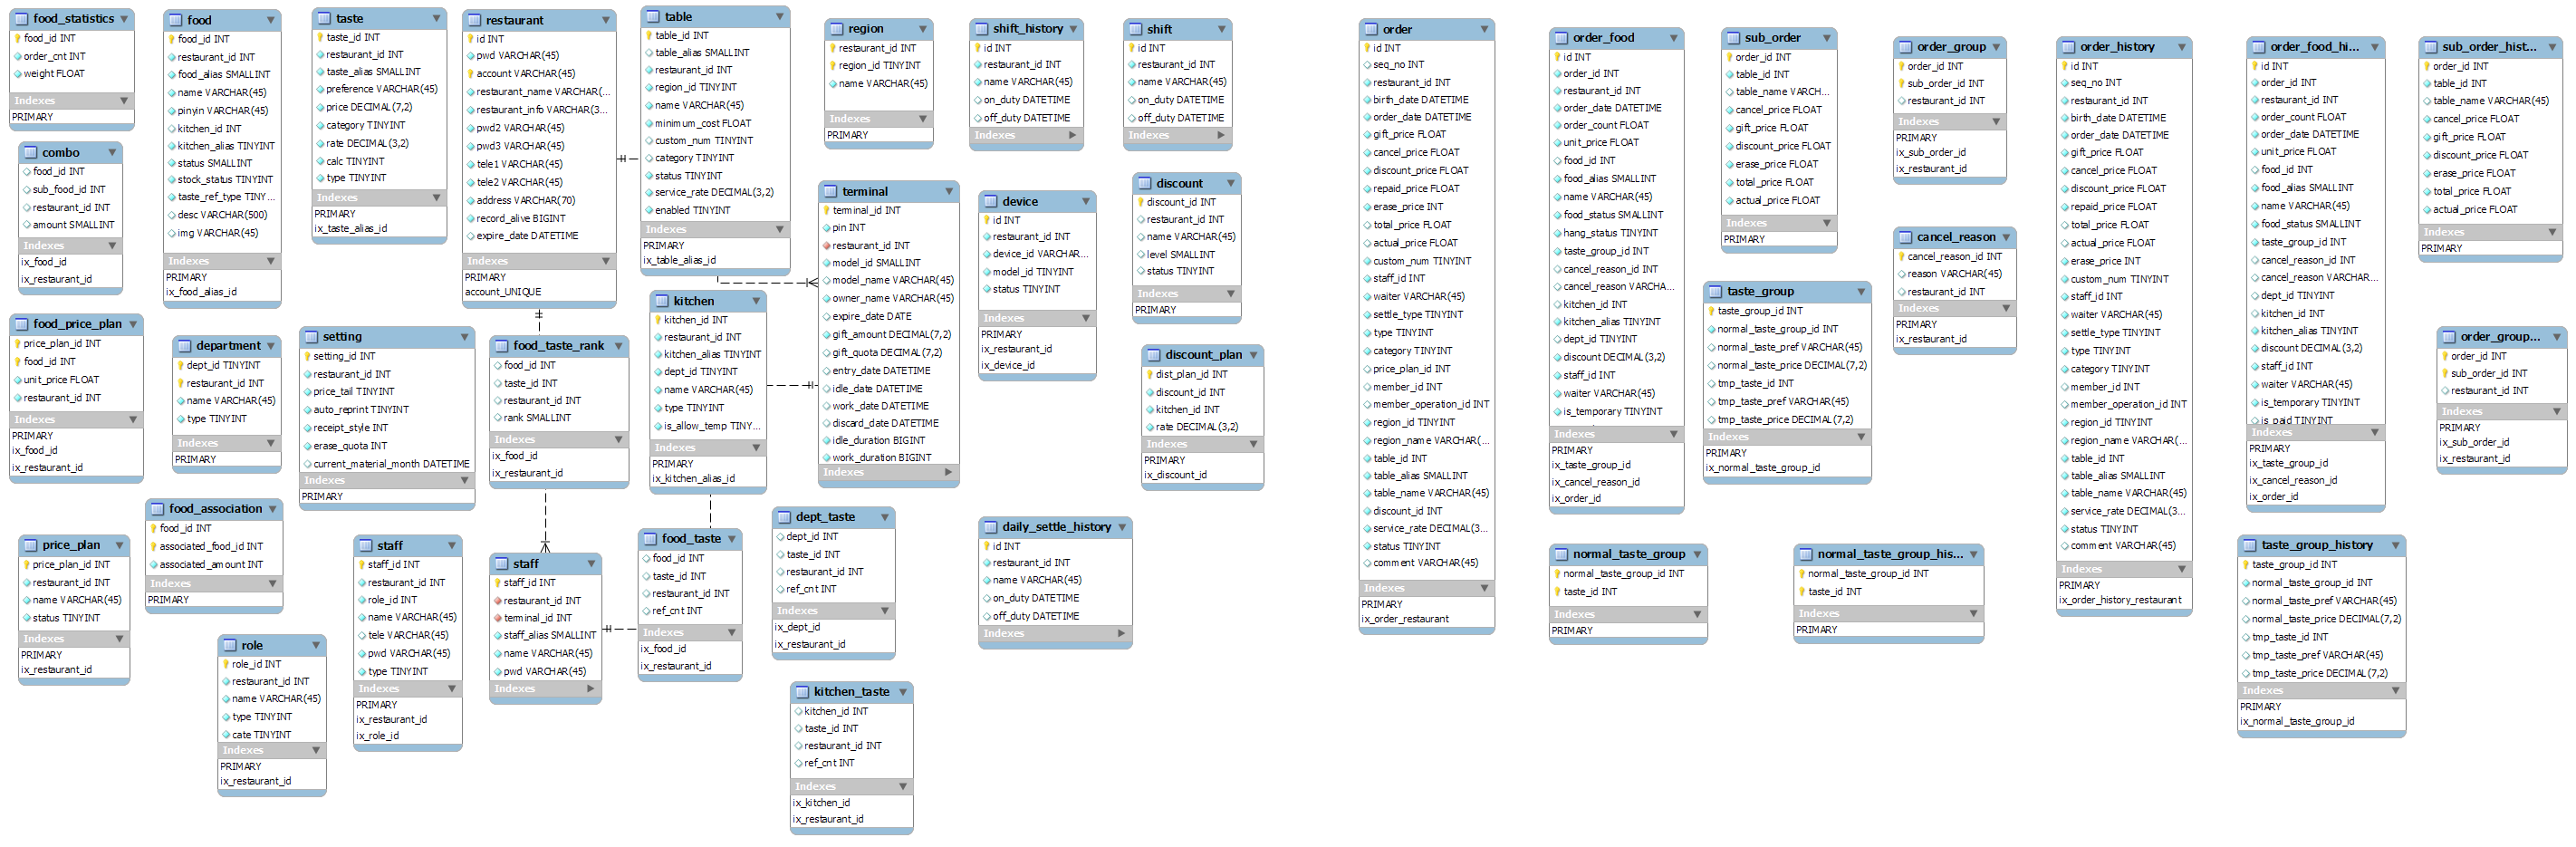 food_statistics
food_id INT
order_cnt INT
weight FLOAT
Indexes
PRIMARY
combo
food_id INT
sub_food_id INT
restaurant_id INT
amount SMALLINT
Indexes
ix_food_id
ix_restaurant_id
food_price_plan
price_plan_id INT
food_id INT
unit_price FLOAT
restaurant_id INT
Indexes
PRIMARY
ix_food_id
ix_restaurant_id
price_plan
price_plan_id INT
restaurant_id INT
name VARCHAR(45)
status TINYINT
Indexes
PRIMARY
ix_restaurant_id
food
food_id INT
restaurant_id INT
food_alias SMALLINT
name VARCHAR(45)
pinyin VARCHAR(45)
kitchen_id INT
kitchen_alias TINYINT
status SMALLINT
stock_status TINYINT
taste_ref_type TINY...
desc VARCHAR(500)
img VARCHAR(45)
Indexes
PRIMARY
ix_food_alias_id
department
dept_id TINYINT
restaurant_id INT
name VARCHAR(45)
type TINYINT
Indexes
PRIMARY
food_association
food_id INT
associated_food_id INT
associated_amount INT
Indexes
PRIMARY
role
role_id INT
restaurant_id INT
name VARCHAR(45)
type TINYINT
cate TINYINT
Indexes
PRIMARY
ix_restaurant_id
taste
taste_id INT
restaurant_id INT
taste_alias SMALLINT
preference VARCHAR(45)
price DECIMAL(7,2)
category TINYINT
rate DECIMAL(3,2)
calc TINYINT
type TINYINT
Indexes
PRIMARY
ix_taste_alias_id
setting
setting_id INT
restaurant_id INT
price_tail TINYINT
auto_reprint TINYINT
receipt_style INT
erase_quota INT
current_material_month DATETIME
Indexes
PRIMARY
staff
staff_id INT
restaurant_id INT
role_id INT
name VARCHAR(45)
tele VARCHAR(45)
pwd VARCHAR(45)
type TINYINT
Indexes
PRIMARY
ix_restaurant_id
ix_role_id
restaurant
id INT
pwd VARCHAR(45)
account VARCHAR(45)
restaurant_name VARCHAR(...
restaurant_info VARCHAR(3...
pwd2 VARCHAR(45)
pwd3 VARCHAR(45)
tele1 VARCHAR(45)
tele2 VARCHAR(45)
address VARCHAR(70)
record_alive BIGINT
expire_date DATETIME
Indexes
PRIMARY
account_UNIQUE
food_taste_rank
food_id INT
taste_id INT
restaurant_id INT
rank SMALLINT
Indexes
ix_food_id
ix_restaurant_id
staff
staff_id INT
restaurant_id INT
terminal_id INT
staff_alias SMALLINT
name VARCHAR(45)
pwd VARCHAR(45)
Indexes
table
table_id INT
table_alias SMALLINT
restaurant_id INT
region_id TINYINT
name VARCHAR(45)
minimum_cost FLOAT
custom_num TINYINT
category TINYINT
status TINYINT
service_rate DECIMAL(3,2)
enabled TINYINT
Indexes
PRIMARY
ix_table_alias_id
kitchen
kitchen_id INT
restaurant_id INT
kitchen_alias TINYINT
dept_id TINYINT
name VARCHAR(45)
type TINYINT
is_allow_temp TINY...
Indexes
PRIMARY
ix_kitchen_alias_id
food_taste
food_id INT
taste_id INT
restaurant_id INT
ref_cnt INT
Indexes
ix_food_id
ix_restaurant_id
region
restaurant_id INT
region_id TINYINT
name VARCHAR(45)
Indexes
PRIMARY
terminal
terminal_id INT
pin INT
restaurant_id INT
model_id SMALLINT
model_name VARCHAR(45)
owner_name VARCHAR(45)
expire_date DATE
gift_amount DECIMAL(7,2)
gift_quota DECIMAL(7,2)
entry_date DATETIME
idle_date DATETIME
work_date DATETIME
discard_date DATETIME
idle_duration BIGINT
work_duration BIGINT
Indexes
dept_taste
dept_id INT
taste_id INT
restaurant_id INT
ref_cnt INT
Indexes
ix_dept_id
ix_restaurant_id
kitchen_taste
kitchen_id INT
taste_id INT
restaurant_id INT
ref_cnt INT
Indexes
ix_kitchen_id
ix_restaurant_id
shift_history
id INT
restaurant_id INT
name VARCHAR(45)
on_duty DATETIME
off_duty DATETIME
Indexes
device
id INT
restaurant_id INT
device_id VARCHAR...
model_id TINYINT
status TINYINT
Indexes
PRIMARY
ix_restaurant_id
ix_device_id
daily_settle_history
id INT
restaurant_id INT
name VARCHAR(45)
on_duty DATETIME
off_duty DATETIME
Indexes
shift
id INT
restaurant_id INT
name VARCHAR(45)
on_duty DATETIME
off_duty DATETIME
Indexes
discount
discount_id INT
restaurant_id INT
name VARCHAR(45)
level SMALLINT
status TINYINT
Indexes
PRIMARY
discount_plan
dist_plan_id INT
discount_id INT
kitchen_id INT
rate DECIMAL(3,2)
Indexes
PRIMARY
ix_discount_id
order
id INT
seq_no INT
restaurant_id INT
birth_date DATETIME
order_date DATETIME
gift_price FLOAT
cancel_price FLOAT
discount_price FLOAT
repaid_price FLOAT
erase_price INT
total_price FLOAT
actual_price FLOAT
custom_num TINYINT
staff_id INT
waiter VARCHAR(45)
settle_type TINYINT
type TINYINT
category TINYINT
price_plan_id INT
member_id INT
member_operation_id INT
region_id TINYINT
region_name VARCHAR(...
table_id INT
table_alias SMALLINT
table_name VARCHAR(45)
discount_id INT
service_rate DECIMAL(3...
status TINYINT
comment VARCHAR(45)
Indexes
PRIMARY
ix_order_restaurant
order_food
id INT
order_id INT
restaurant_id INT
order_date DATETIME
order_count FLOAT
unit_price FLOAT
food_id INT
food_alias SMALLINT
name VARCHAR(45)
food_status SMALLINT
hang_status TINYINT
taste_group_id INT
cancel_reason_id INT
cancel_reason VARCHA...
kitchen_id INT
kitchen_alias TINYINT
dept_id TINYINT
discount DECIMAL(3,2)
staff_id INT
waiter VARCHAR(45)
is_temporary TINYINT
Indexes
PRIMARY
ix_taste_group_id
ix_cancel_reason_id
ix_order_id
normal_taste_group
normal_taste_group_id INT
taste_id INT
Indexes
PRIMARY
sub_order
order_id INT
table_id INT
table_name VARCH...
cancel_price FLOAT
gift_price FLOAT
discount_price FLOAT
erase_price FLOAT
total_price FLOAT
actual_price FLOAT
Indexes
PRIMARY
taste_group
taste_group_id INT
normal_taste_group_id INT
normal_taste_pref VARCHAR(45)
normal_taste_price DECIMAL(7,2)
tmp_taste_id INT
tmp_taste_pref VARCHAR(45)
tmp_taste_price DECIMAL(7,2)
Indexes
PRIMARY
ix_normal_taste_group_id
normal_taste_group_his...
normal_taste_group_id INT
taste_id INT
Indexes
PRIMARY
order_group
order_id INT
sub_order_id INT
restaurant_id INT
Indexes
PRIMARY
ix_sub_order_id
ix_restaurant_id
cancel_reason
cancel_reason_id INT
reason VARCHAR(45)
restaurant_id INT
Indexes
PRIMARY
ix_restaurant_id
order_history
id INT
seq_no INT
restaurant_id INT
birth_date DATETIME
order_date DATETIME
gift_price FLOAT
cancel_price FLOAT
discount_price FLOAT
repaid_price FLOAT
total_price FLOAT
actual_price FLOAT
erase_price INT
custom_num TINYINT
staff_id INT
waiter VARCHAR(45)
settle_type TINYINT
type TINYINT
category TINYINT
member_id INT
member_operation_id INT
region_id TINYINT
region_name VARCHAR(...
table_id INT
table_alias SMALLINT
table_name VARCHAR(45)
service_rate DECIMAL(3...
status TINYINT
comment VARCHAR(45)
Indexes
PRIMARY
ix_order_history_restaurant
order_food_hi...
id INT
order_id INT
restaurant_id INT
order_count FLOAT
order_date DATETIME
unit_price FLOAT
food_id INT
food_alias SMALLINT
name VARCHAR(45)
food_status SMALLINT
taste_group_id INT
cancel_reason_id INT
cancel_reason VARCHAR...
dept_id TINYINT
kitchen_id INT
kitchen_alias TINYINT
discount DECIMAL(3,2)
staff_id INT
waiter VARCHAR(45)
is_temporary TINYINT
is_paid TINYINT
Indexes
PRIMARY
ix_taste_group_id
ix_cancel_reason_id
ix_order_id
taste_group_history
taste_group_id INT
normal_taste_group_id INT
normal_taste_pref VARCHAR(45)
normal_taste_price DECIMAL(7,2)
tmp_taste_id INT
tmp_taste_pref VARCHAR(45)
tmp_taste_price DECIMAL(7,2)
Indexes
PRIMARY
ix_normal_taste_group_id
sub_order_hist...
order_id INT
table_id INT
table_name VARCHAR(45)
cancel_price FLOAT
gift_price FLOAT
discount_price FLOAT
erase_price FLOAT
total_price FLOAT
actual_price FLOAT
Indexes
PRIMARY
order_group...
order_id INT
sub_order_id INT
restaurant_id INT
Indexes
PRIMARY
ix_sub_order_id
ix_restaurant_id